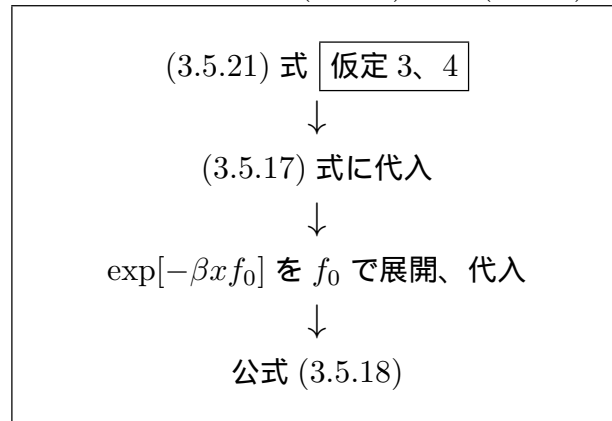 (3.5.21) 式 仮定 3、4
↓
(3.5.17) 式に代入
↓
exp[−βxf₀] を f₀ で展開、代入
↓
公式 (3.5.18)